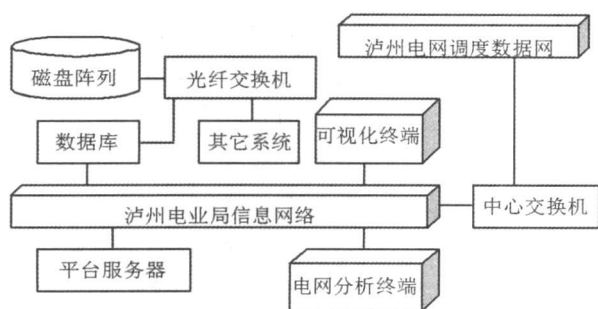 泸州电网调度数据网
磁盘阵列
光纤交换机
数据库
其它系统
可视化终端
泸州电业局信息网络
中心交换机
平台服务器
电网分析终端